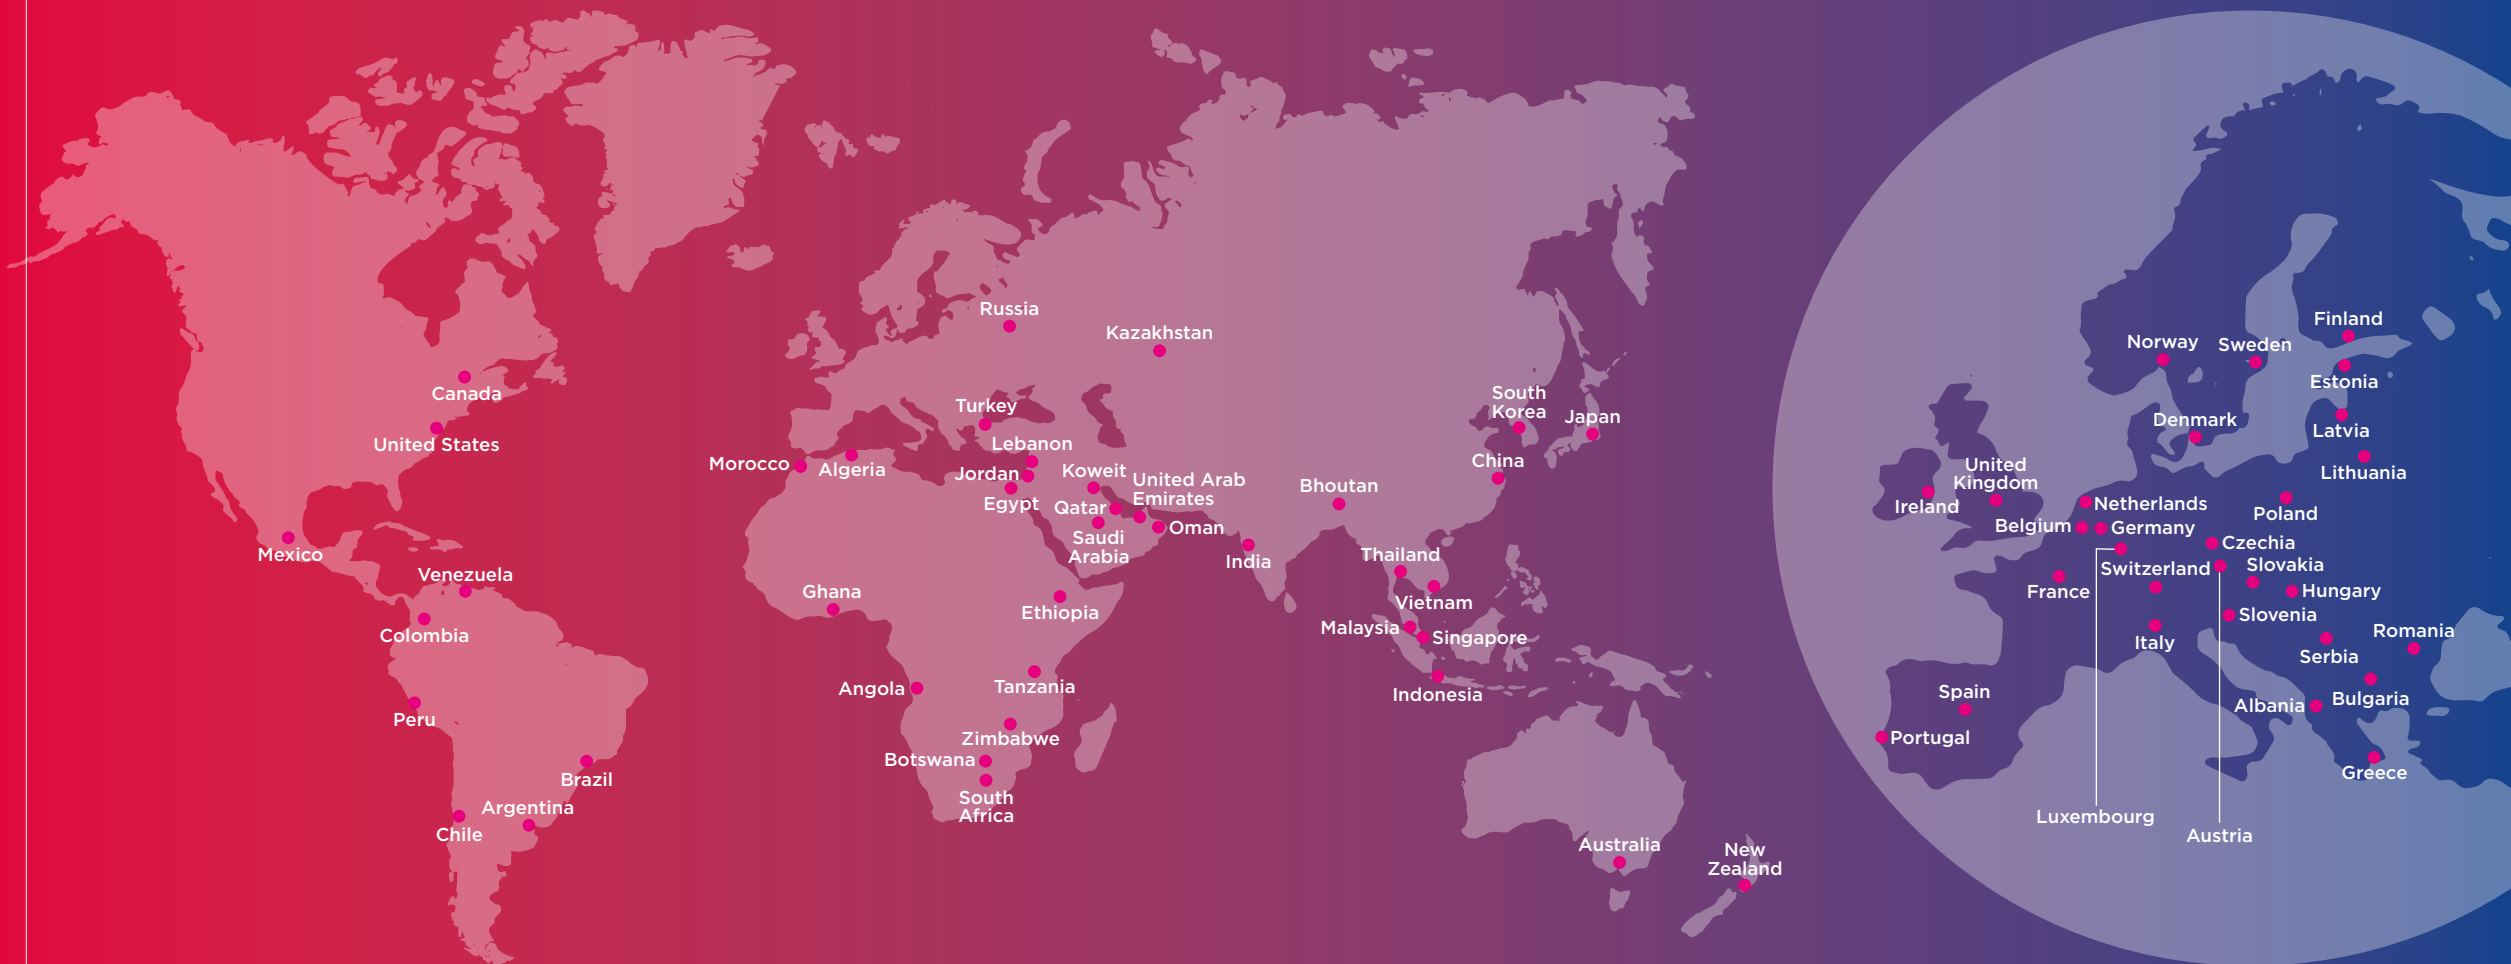 Canada
United States
Mexico
Venezuela
Colombia
Peru
Brazil
Argentina
Chile
Russia
Kazakhstan
Turkey
Lebanon
Morocco
Algeria
Jordan
Egypt
Koweit
Qatar
United Arab
Emirates
Saudi
Arabia
Oman
Ghana
Ethiopia
Angola
Tanzania
Zimbabwe
Botswana
South
Africa
South
Korea
Japan
China
Bhoutan
India
Thailand
Vietnam
Malaysia
Singapore
Indonesia
Australia
New
Zealand
Finland
Norway
Sweden
Estonia
Denmark
Latvia
Lithuania
United
Kingdom
Ireland
Netherlands
Poland
Belgium
Germany
Czechia
Slovakia
Switzerland
France
Hungary
Slovenia
Romania
Italy
Serbia
Spain
Bulgaria
Albania
Portugal
Greece
Luxembourg
Austria